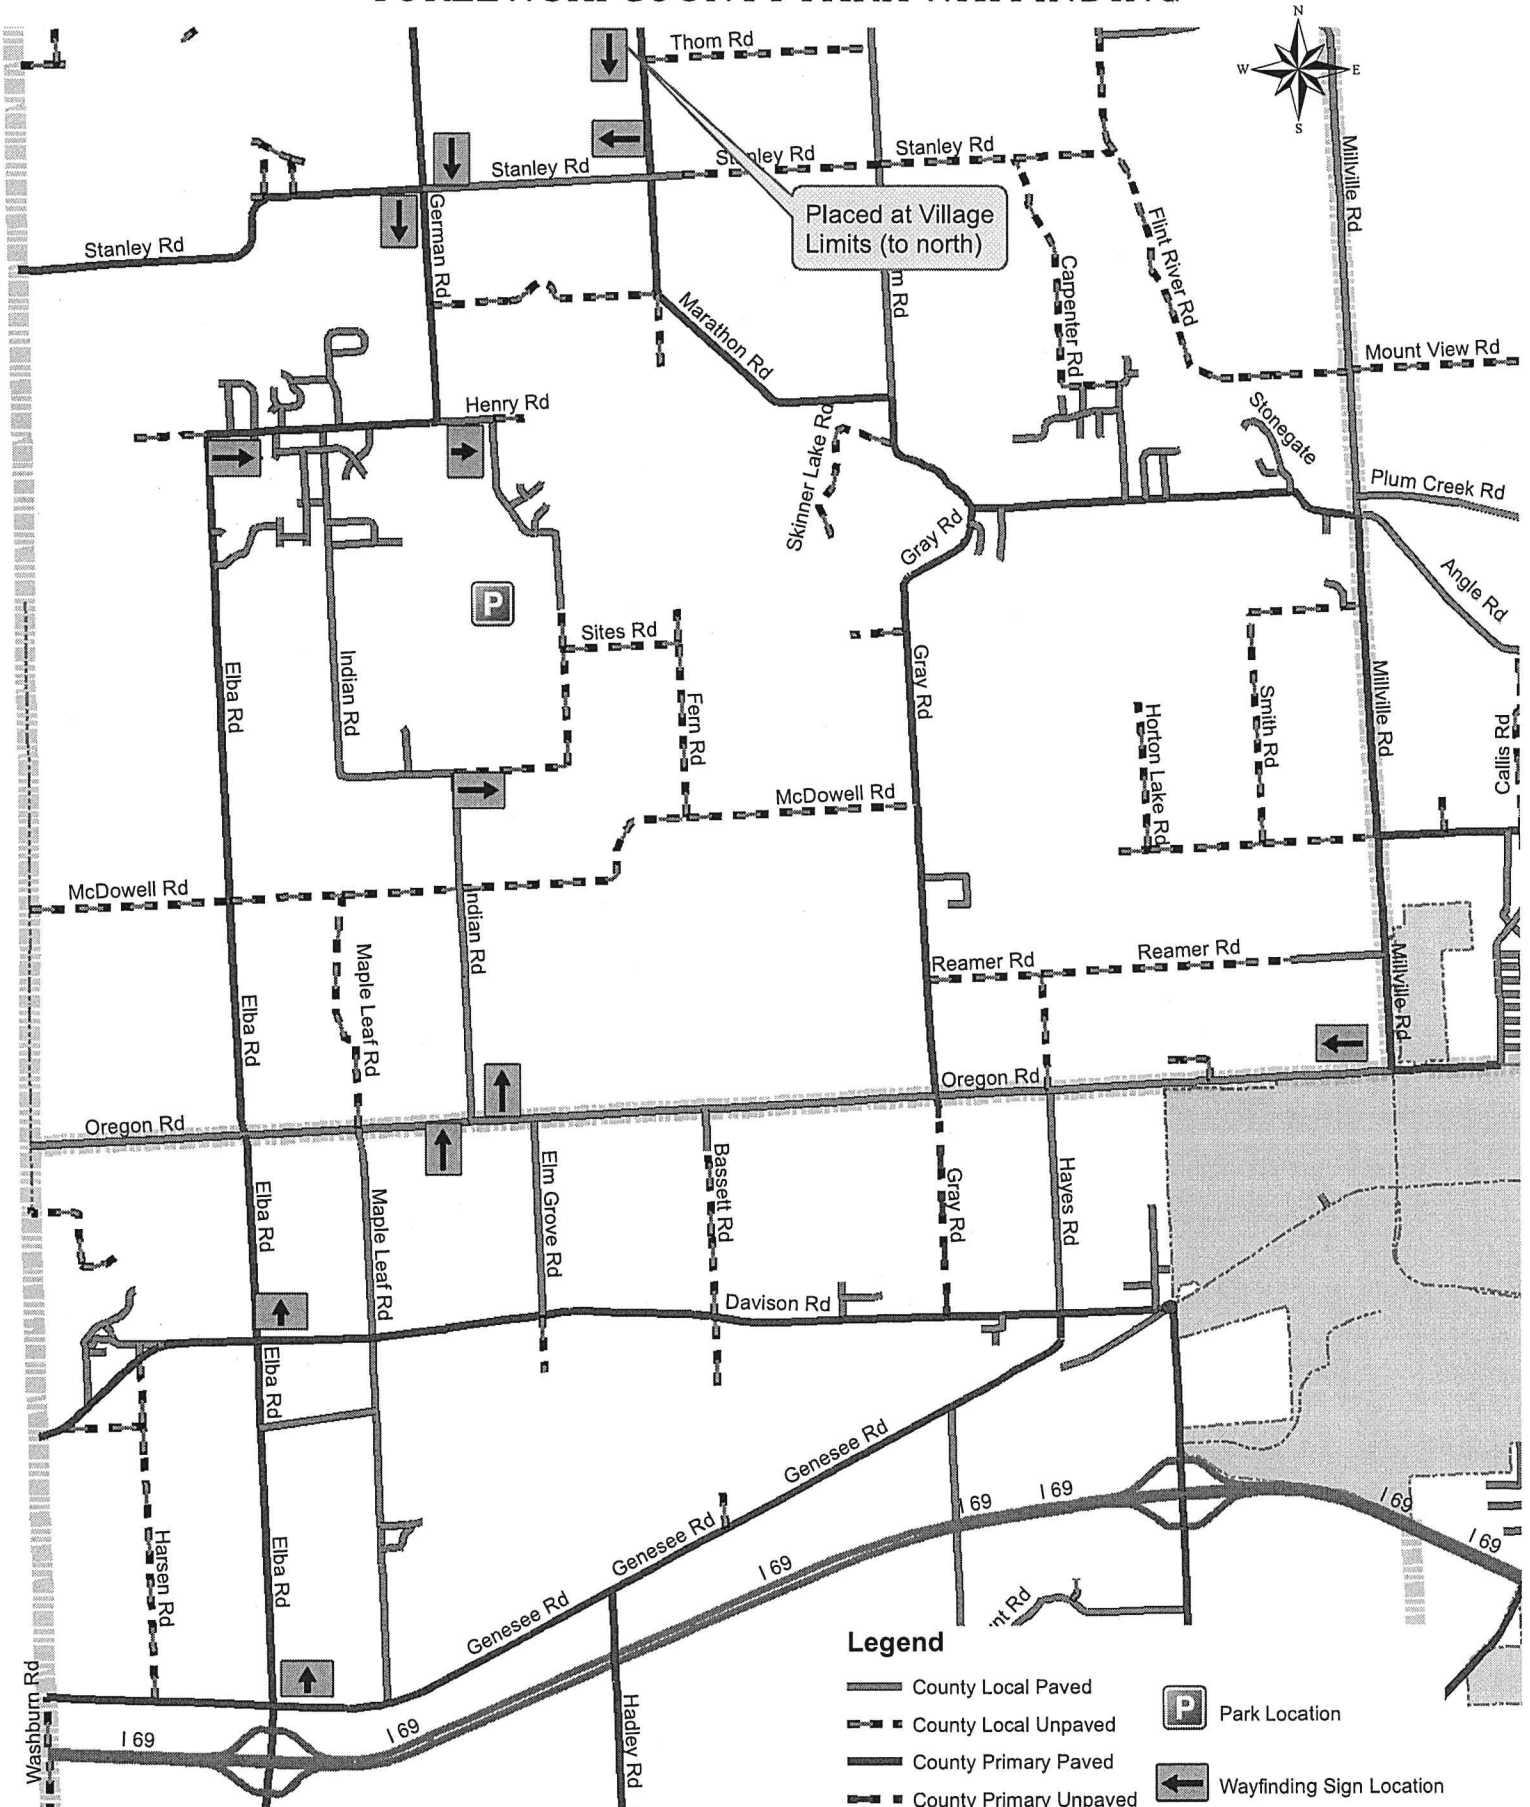 N
W
E
S
Thom Rd
Stanley Rd
Stanley Rd
Stanley Rd
Millville Rd
Placed at Village
Limits (to north)
Stanley Rd
German Rd
Flint River Rd
Carpenter Rd
m Rd
Marathon Rd
Mount View Rd
Henry Rd
Stonegate
Skinner Lake Rd
Plum Creek Rd
Gray Rd
Angle Rd
P
Sites Rd
Elba Rd
Indian Rd
Fern Rd
Gray Rd
Horton Lake Rd
Smith Rd
Millville Rd
Callis Rd
McDowell Rd
McDowell Rd
Indian Rd
Maple Leaf Rd
Reamer Rd
Reamer Rd
Millville Rd
Elba Rd
Oregon Rd
Oregon Rd
Elba Rd
Maple Leaf Rd
Elm Grove Rd
Bassett Rd
Gray Rd
Hayes Rd
Davison Rd
Elba Rd
Genesee Rd
I 69
I 69
I 69
I 69
Harsen Rd
Elba Rd
Genesee Rd
I 69
Genesee Rd
nt Rd
Washburn Rd
I 69
I 69
Hadley Rd
Legend
County Local Paved
County Local Unpaved
County Primary Paved
County Primary Unpaved
P
Park Location
Wayfinding Sign Location